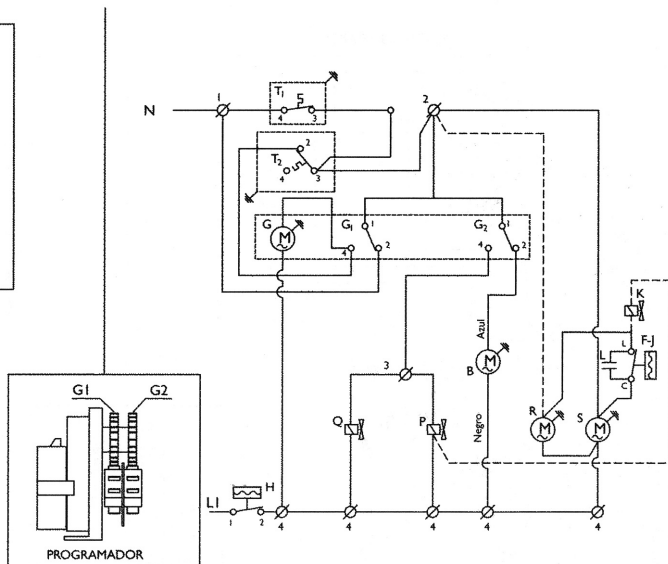 N
1
T1
4 3
2
T2
2
4
3
G
G1
1
4 2
G2
1
4 2
K
Azul
B
3
L
L
F-J
C
Q
P
Negro
R
S
M
M
M
M
G1 G2
L1
H
1 2
4 4 4 4 4
PROGRAMADOR